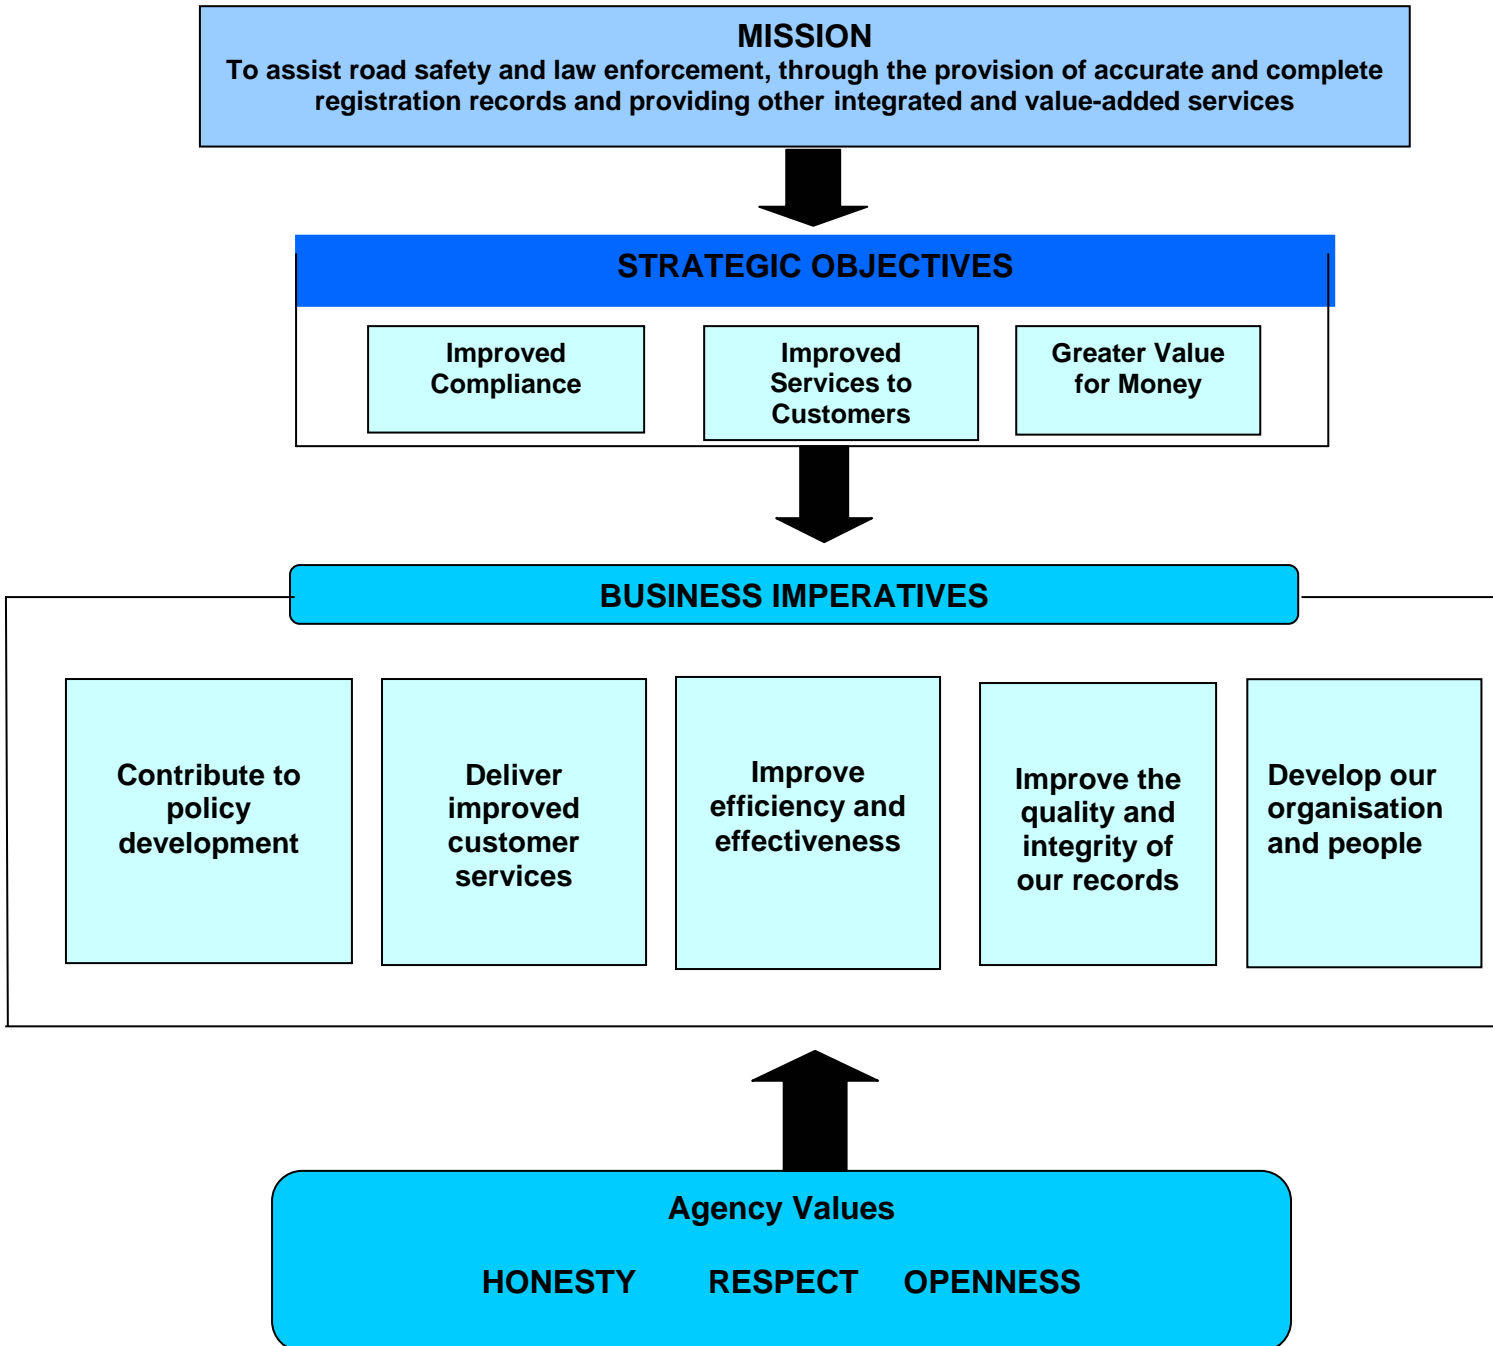 MISSION
To assist road safety and law enforcement, through the provision of accurate and complete
registration records and providing other integrated and value-added services
STRATEGIC OBJECTIVES
Improved
Compliance
Improved
Services to
Customers
Greater Value
for Money
BUSINESS IMPERATIVES
Contribute to
policy
development
Deliver
improved
customer
services
Improve
efficiency and
effectiveness
Improve the
quality and
integrity of
our records
Develop our
organisation
and people
Agency Values
HONESTY RESPECT OPENNESS